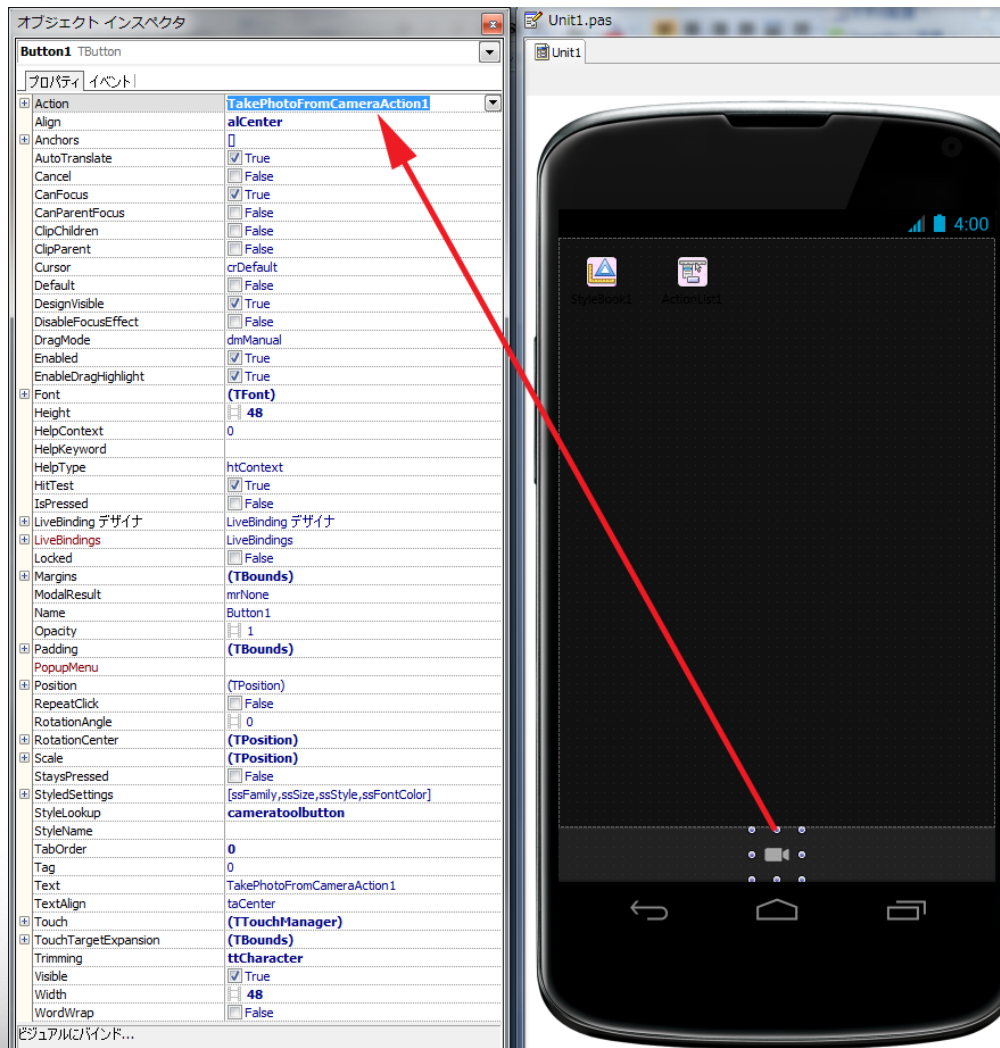 オブジェクト インスペクタ
Button1 TButton
プロパティ イベント
Action TakePhotoFromCameraAction1
Align alCenter
Anchors []
AutoTranslate True
Cancel False
CanFocus True
CanParentFocus False
ClipChildren False
ClipParent False
Cursor crDefault
Default False
DesignVisible True
DisableFocusEffect False
DragMode dmManual
Enabled True
EnableDragHighlight True
Font (TFont)
Height 48
HelpContext 0
HelpKeyword
HelpType htContext
HitTest True
IsPressed False
LiveBinding デザイナ LiveBinding デザイナ
LiveBindings LiveBindings
Locked False
Margins (TBounds)
ModalResult mrNone
Name Button1
Opacity 1
Padding (TBounds)
PopupMenu
Position (TPosition)
RepeatClick False
RotationAngle 0
RotationCenter (TPosition)
Scale (TPosition)
StaysPressed False
StyledSettings [ssFamily,ssSize,ssStyle,ssFontColor]
StyleLookup cameratoolbutton
StyleName
TabOrder 0
Tag 0
Text TakePhotoFromCameraAction1
TextAlign taCenter
Touch (TTouchManager)
TouchTargetExpansion (TBounds)
Trimming ttCharacter
Visible True
Width 48
WordWrap False
ビジュアルにバインド...
Unit1.pas
Unit1
4:00
StyleBook1 ActionList1